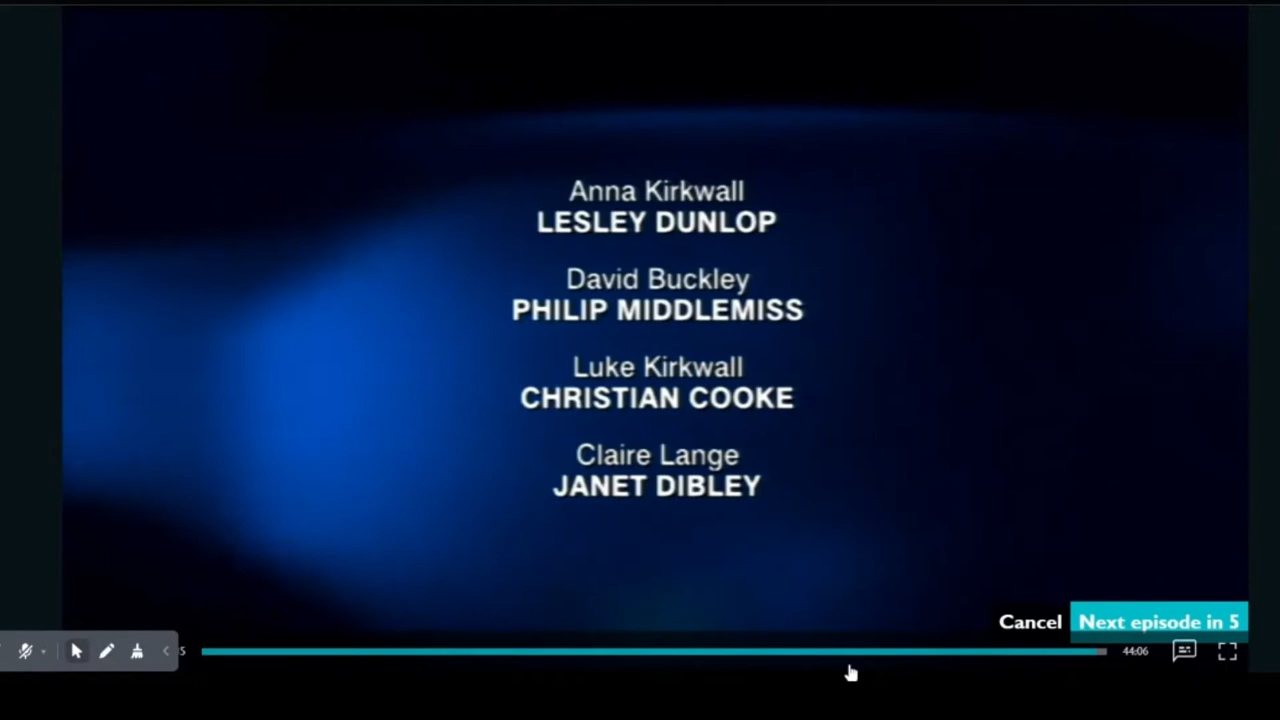 Anna Kirkwall
LESLEY DUNLOP
David Buckley
PHILIP MIDDLEMISS
Luke Kirkwall
CHRISTIAN COOKE
Claire Lange
JANET DIBLEY
Cancel Next episode in 5
44:06